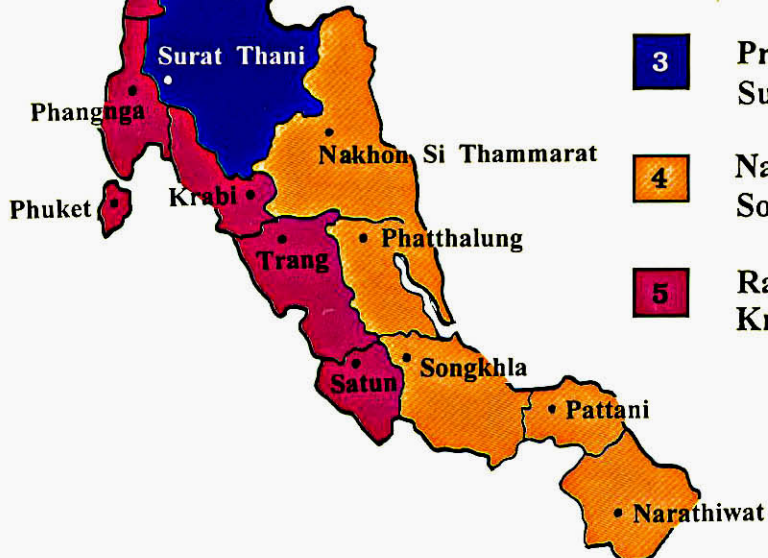 Surat Thani
Phangnga
Nakhon Si Thammarat
Krabi
Phuket
Phatthalung
Trang
Songkhla
Satun
Pattani
Narathiwat
3
4
5